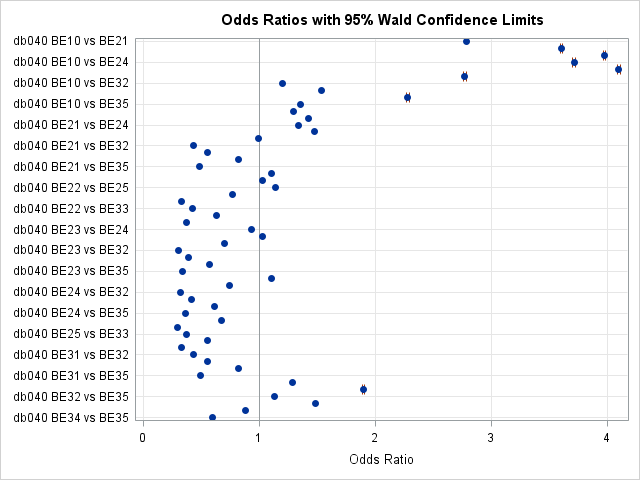 Odds Ratios with 95% Wald Confidence Limits
db040 BE10 vs BE21
db040 BE10 vs BE24
db040 BE10 vs BE32
db040 BE10 vs BE35
db040 BE21 vs BE24
db040 BE21 vs BE32
db040 BE21 vs BE35
db040 BE22 vs BE25
db040 BE22 vs BE33
db040 BE23 vs BE24
db040 BE23 vs BE32
db040 BE23 vs BE35
db040 BE24 vs BE32
db040 BE24 vs BE35
db040 BE25 vs BE33
db040 BE31 vs BE32
db040 BE31 vs BE35
db040 BE32 vs BE35
db040 BE34 vs BE35
0 1 2 3 4
Odds Ratio